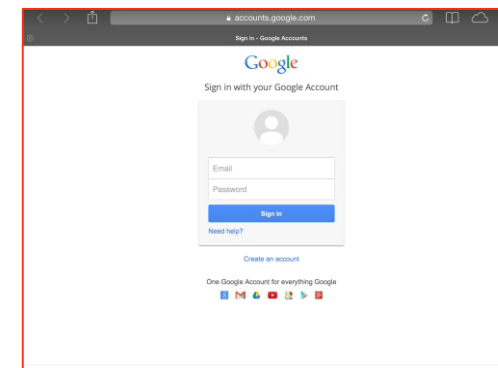 accounts.google.com
Sign in - Google Accounts
Google
Sign in with your Google Account
Email
Password
Sign in
Need help?
Create an account
One Google Account for everything Google